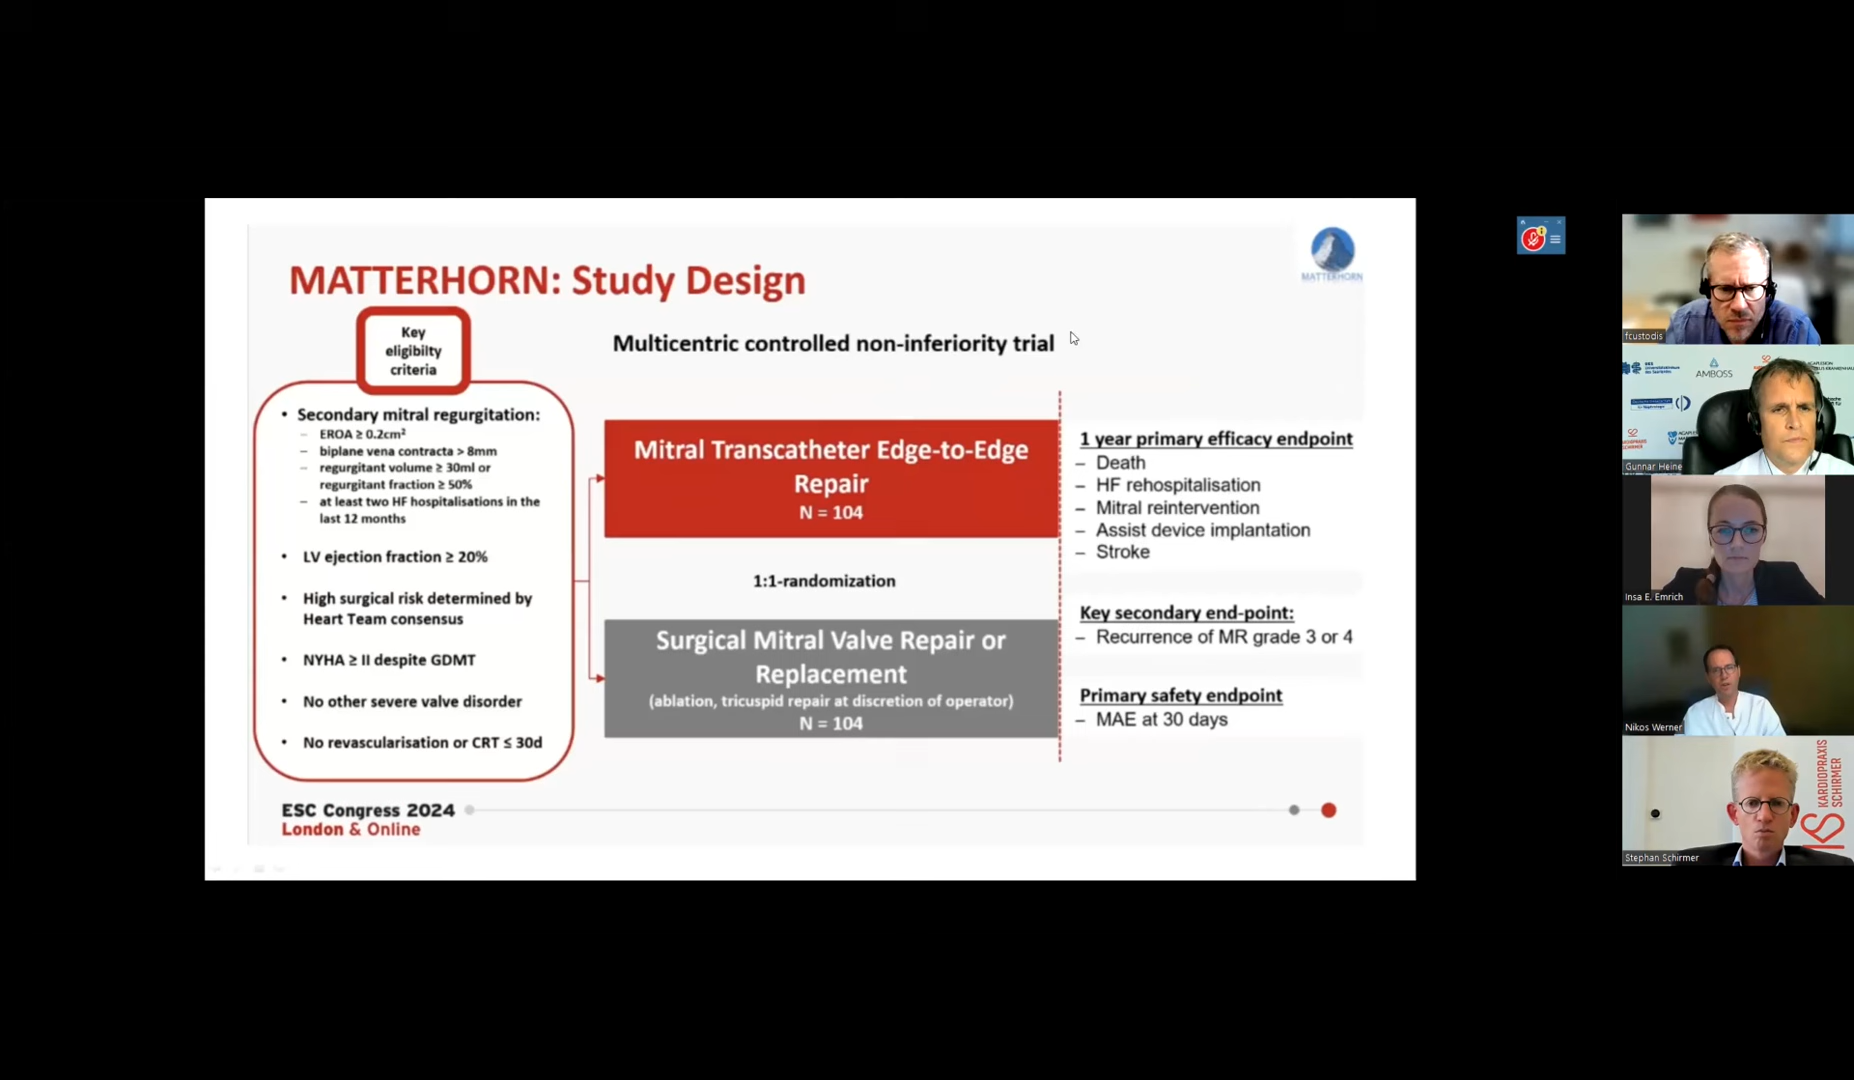 MATTERHORN: Study Design
MATTERHORN
Key
eligibilty
criteria
Multicentric controlled non-inferiority trial
• Secondary mitral regurgitation:
– EROA ≥ 0.2cm²
– biplane vena contracta > 8mm
– regurgitant volume ≥ 30ml or
regurgitant fraction ≥ 50%
– at least two HF hospitalisations in the
last 12 months
• LV ejection fraction ≥ 20%
• High surgical risk determined by
Heart Team consensus
• NYHA ≥ II despite GDMT
• No other severe valve disorder
• No revascularisation or CRT ≤ 30d
Mitral Transcatheter Edge-to-Edge
Repair
N = 104
1:1-randomization
Surgical Mitral Valve Repair or
Replacement
(ablation, tricuspid repair at discretion of operator)
N = 104
1 year primary efficacy endpoint
– Death
– HF rehospitalisation
– Mitral reintervention
– Assist device implantation
– Stroke
Key secondary end-point:
– Recurrence of MR grade 3 or 4
Primary safety endpoint
– MAE at 30 days
ESC Congress 2024
London & Online
fcustodis
AMBOSS
Gunnar Heine
Insa E. Emrich
Nikos Werner
KARDIOPRAXIS
SCHIRMER
Stephan Schirmer